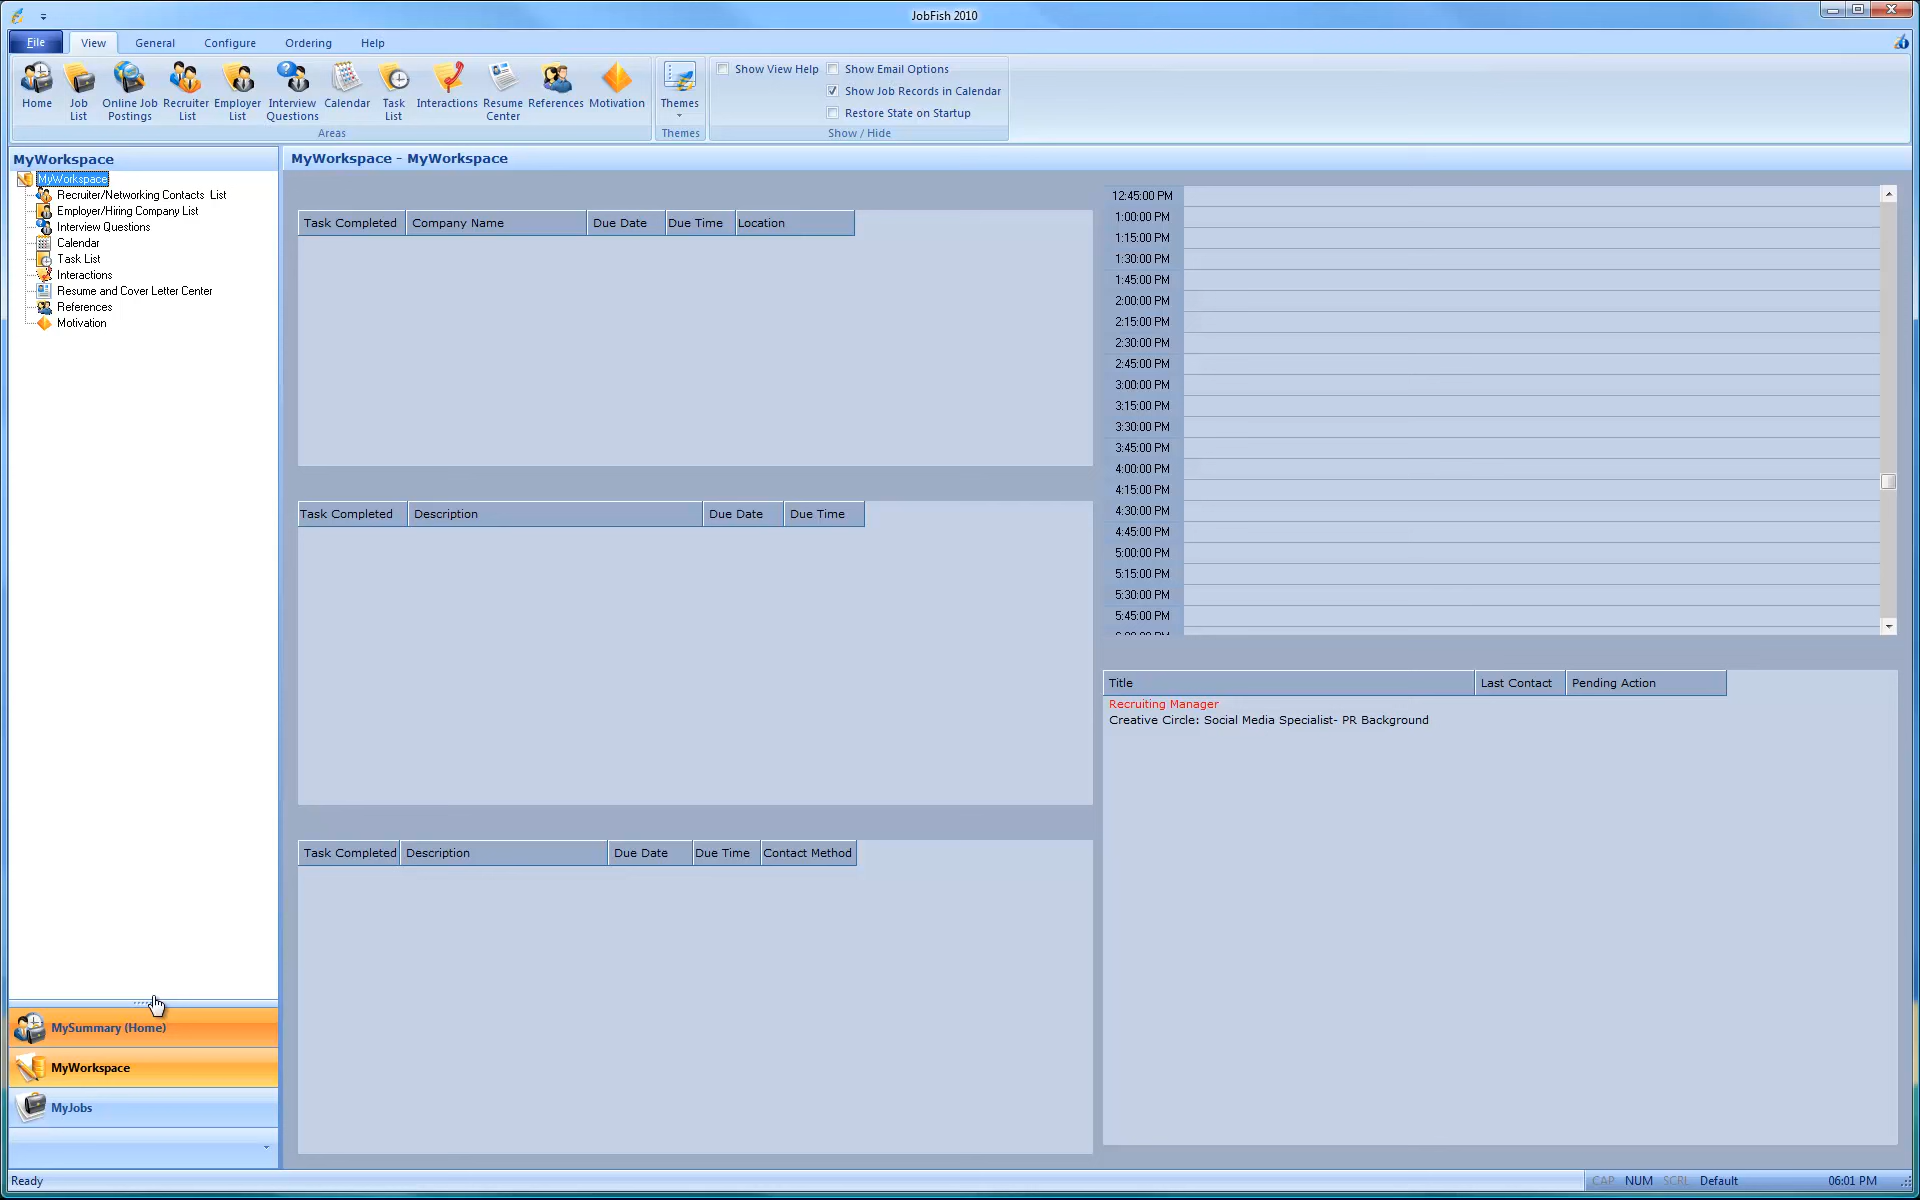 JobFish 2010
File View General Configure Ordering Help
Home
Job List
Online Job Postings
Recruiter List
Employer List
Interview Questions
Calendar
Task List
Interactions
Resume Center
References
Motivation
Areas
Themes
Themes
Show View Help
Show Email Options
Show Job Records in Calendar
Restore State on Startup
Show / Hide
MyWorkspace
MyWorkspace
Recruiter/Networking Contacts List
Employer/Hiring Company List
Interview Questions
Calendar
Task List
Interactions
Resume and Cover Letter Center
References
Motivation
MySummary (Home)
MyWorkspace
MyJobs
MyWorkspace - MyWorkspace
Task Completed Company Name Due Date Due Time Location
Task Completed Description Due Date Due Time
Task Completed Description Due Date Due Time Contact Method
12:45:00 PM
1:00:00 PM
1:15:00 PM
1:30:00 PM
1:45:00 PM
2:00:00 PM
2:15:00 PM
2:30:00 PM
2:45:00 PM
3:00:00 PM
3:15:00 PM
3:30:00 PM
3:45:00 PM
4:00:00 PM
4:15:00 PM
4:30:00 PM
4:45:00 PM
5:00:00 PM
5:15:00 PM
5:30:00 PM
5:45:00 PM
6:00:00 PM
Title Last Contact Pending Action
Recruiting Manager
Creative Circle: Social Media Specialist- PR Background
Ready
CAP NUM SCRL Default 06:01 PM